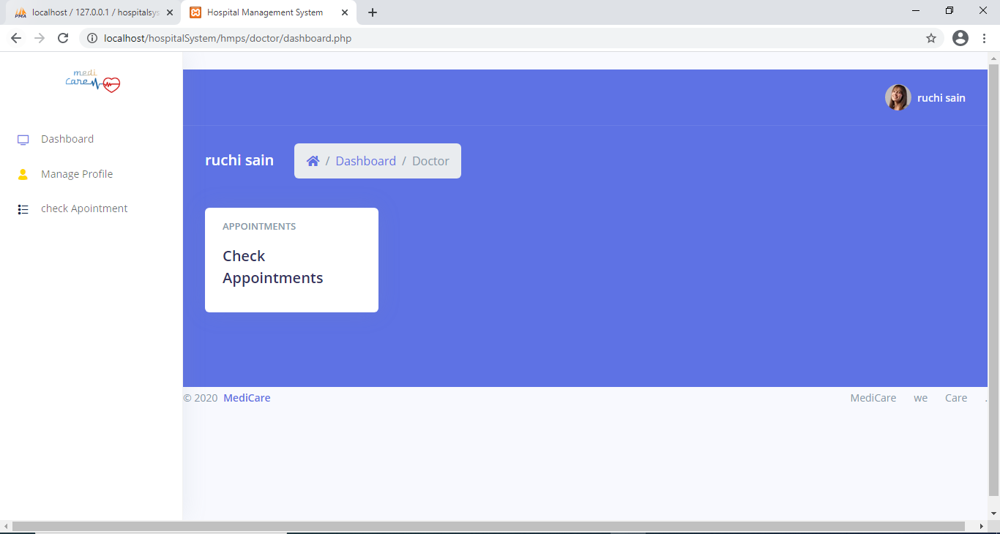 localhost / 127.0.0.1 / hospitalsys
Hospital Management System
localhost/hospitalSystem/hmps/doctor/dashboard.php
medi
care
ruchi sain
Dashboard
Manage Profile
check Apointment
ruchi sain
/ Dashboard / Doctor
APPOINTMENTS
Check
Appointments
© 2020 MediCare
MediCare we Care .